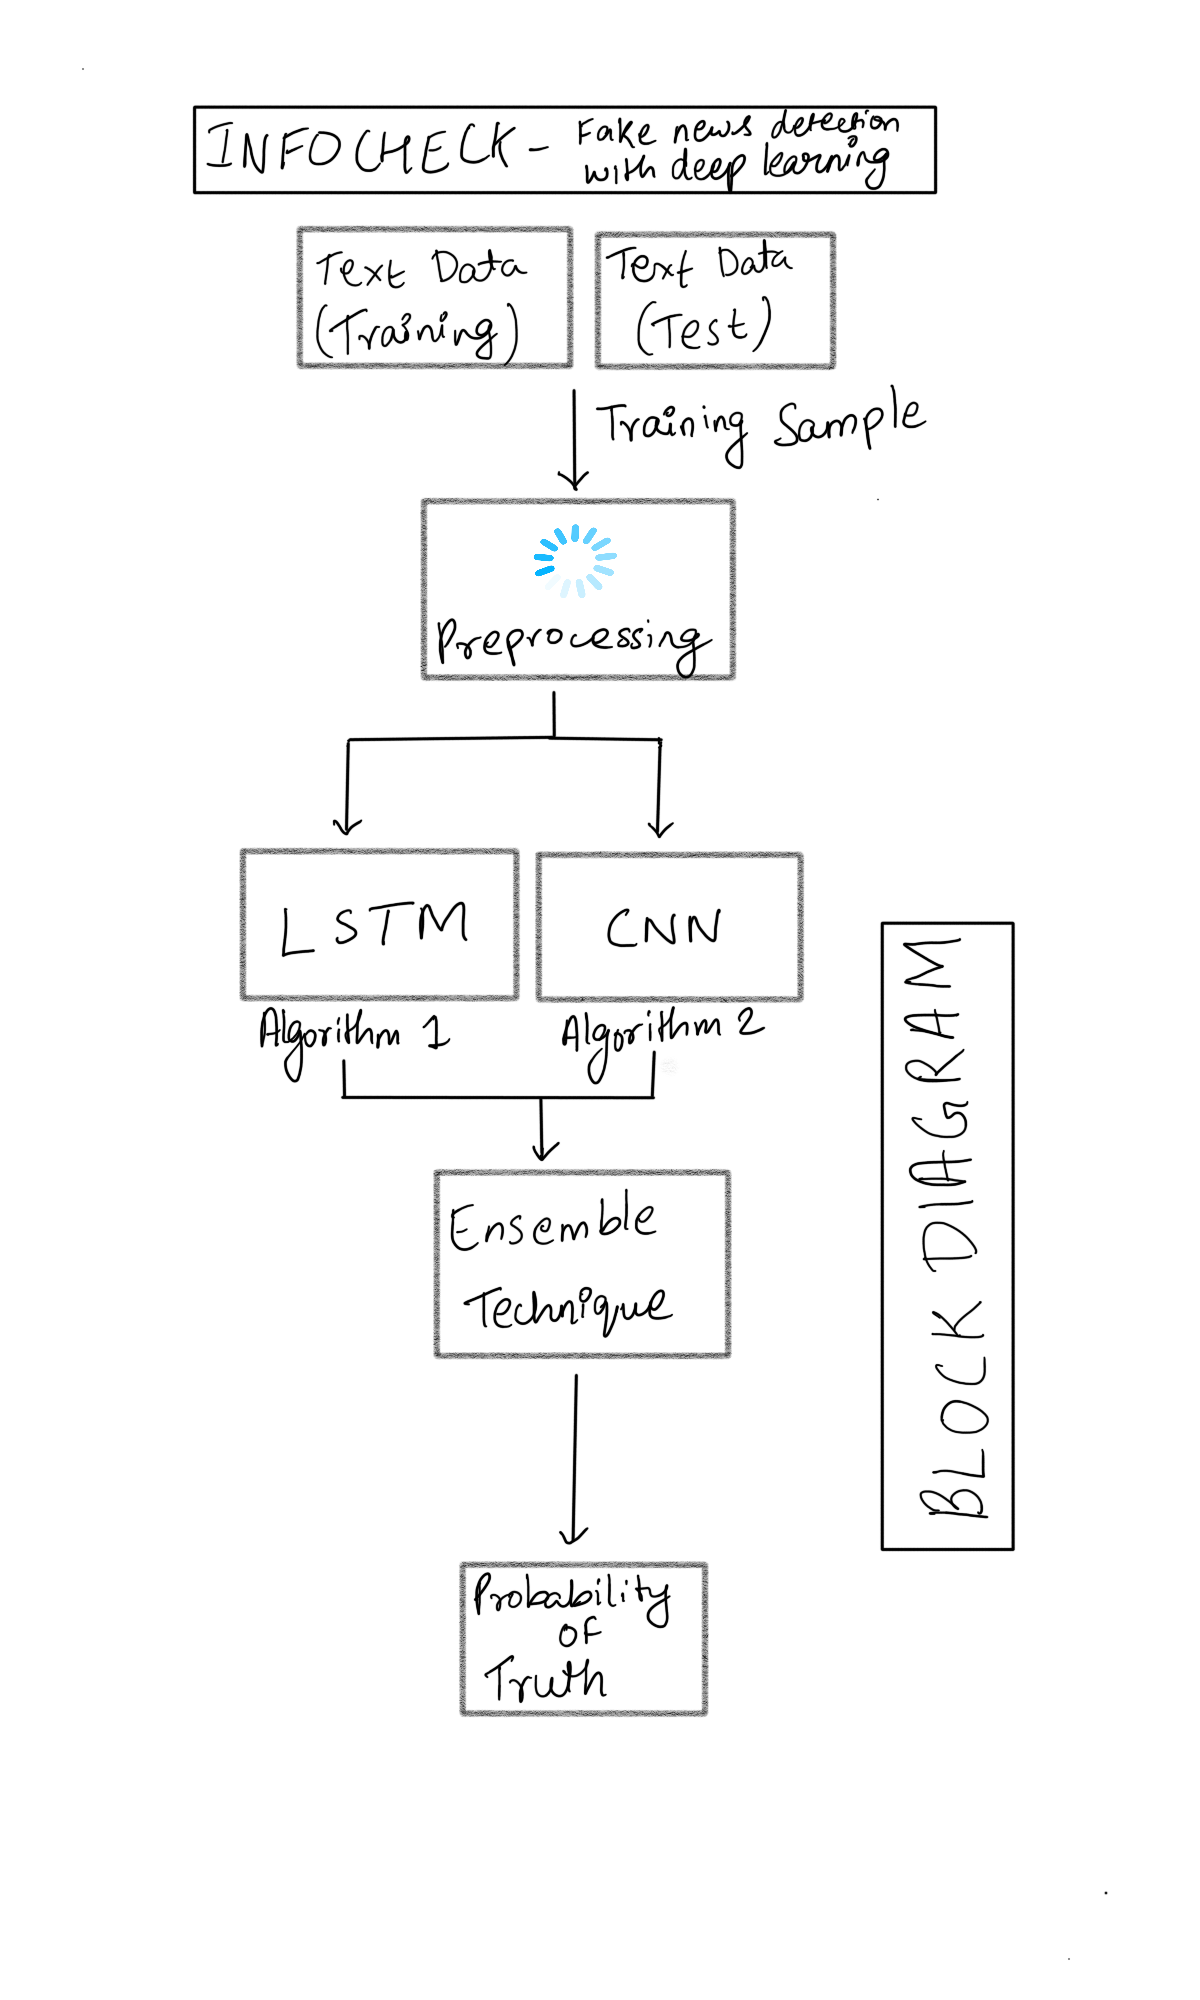 INFOCHECK - Fake news detection
with deep learning
Text Data
(Training)
Text Data
(Test)
Training Sample
Preprocessing
LSTM
CNN
Algorithm 1
Algorithm 2
Ensemble
Technique
Probability
of
Truth
BLOCK DIAGRAM